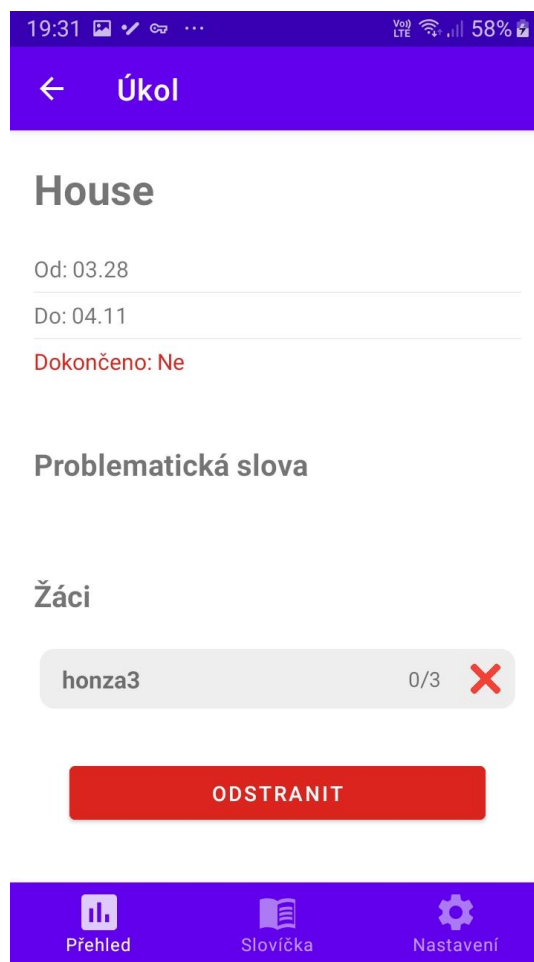 19:31 58%
Úkol
House
Od: 03.28
Do: 04.11
Dokončeno: Ne
Problematická slova
Žáci
honza3 0/3
ODSTRANIT
Přehled Slovíčka Nastavení